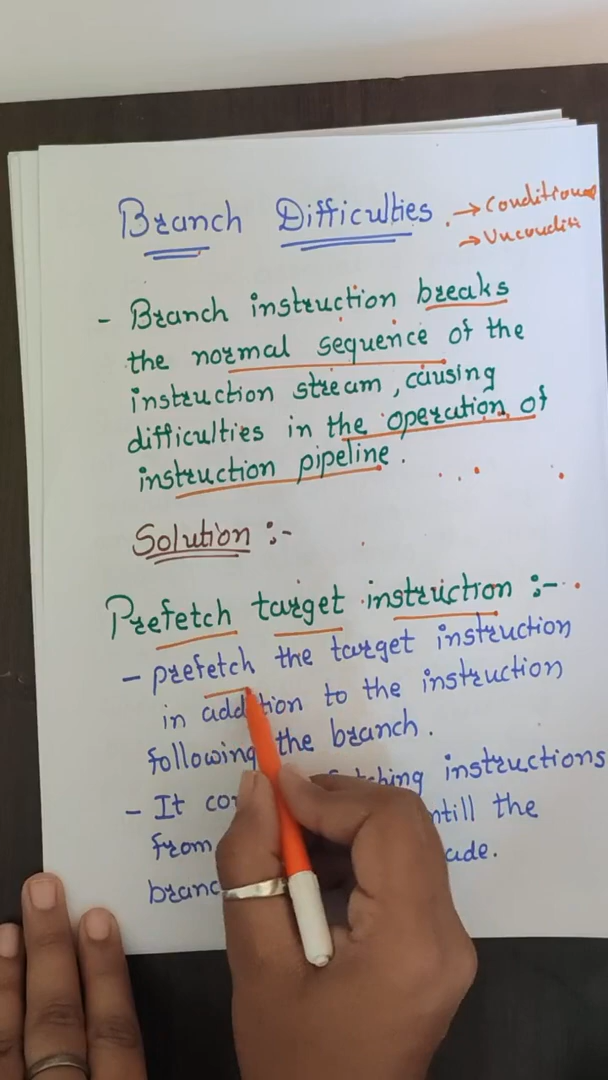 Branch Difficulties
→ Conditional
→ Unconditi
- Branch instruction breaks
the normal sequence of the
instruction stream, causing
difficulties in the operation of
instruction pipeline.
Solution :-
Prefetch target instruction :-
- prefetch the target instruction
in addition to the instruction
following the branch.
- It instructions
from untill the
branc ade.